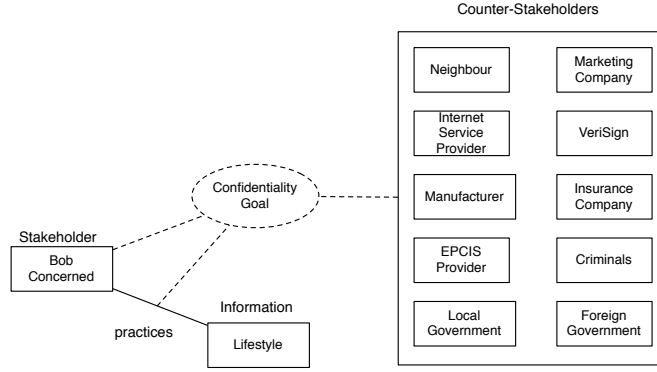 Counter-Stakeholders
Neighbour
Marketing
Company
Internet
Service
Provider
VeriSign
Confidentiality
Goal
Manufacturer
Insurance
Company
Stakeholder
Bob
Concerned
EPCIS
Provider
Criminals
Information
practices
Lifestyle
Local
Government
Foreign
Government